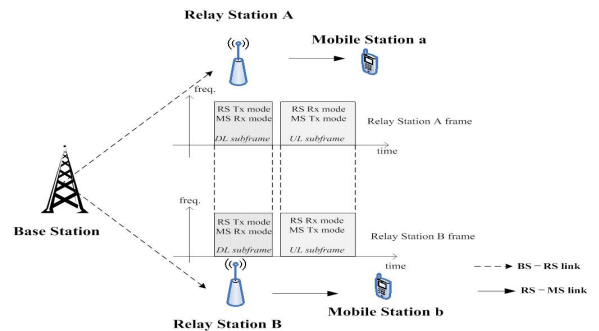 Relay Station A
Mobile Station a
freq.
RS Tx mode
MS Rx mode
DL subframe
RS Rx mode
MS Tx mode
UL subframe
Relay Station A frame
time
Base Station
freq.
RS Tx mode
MS Rx mode
DL subframe
RS Rx mode
MS Tx mode
UL subframe
Relay Station B frame
time
BS – RS link
RS – MS link
Mobile Station b
Relay Station B